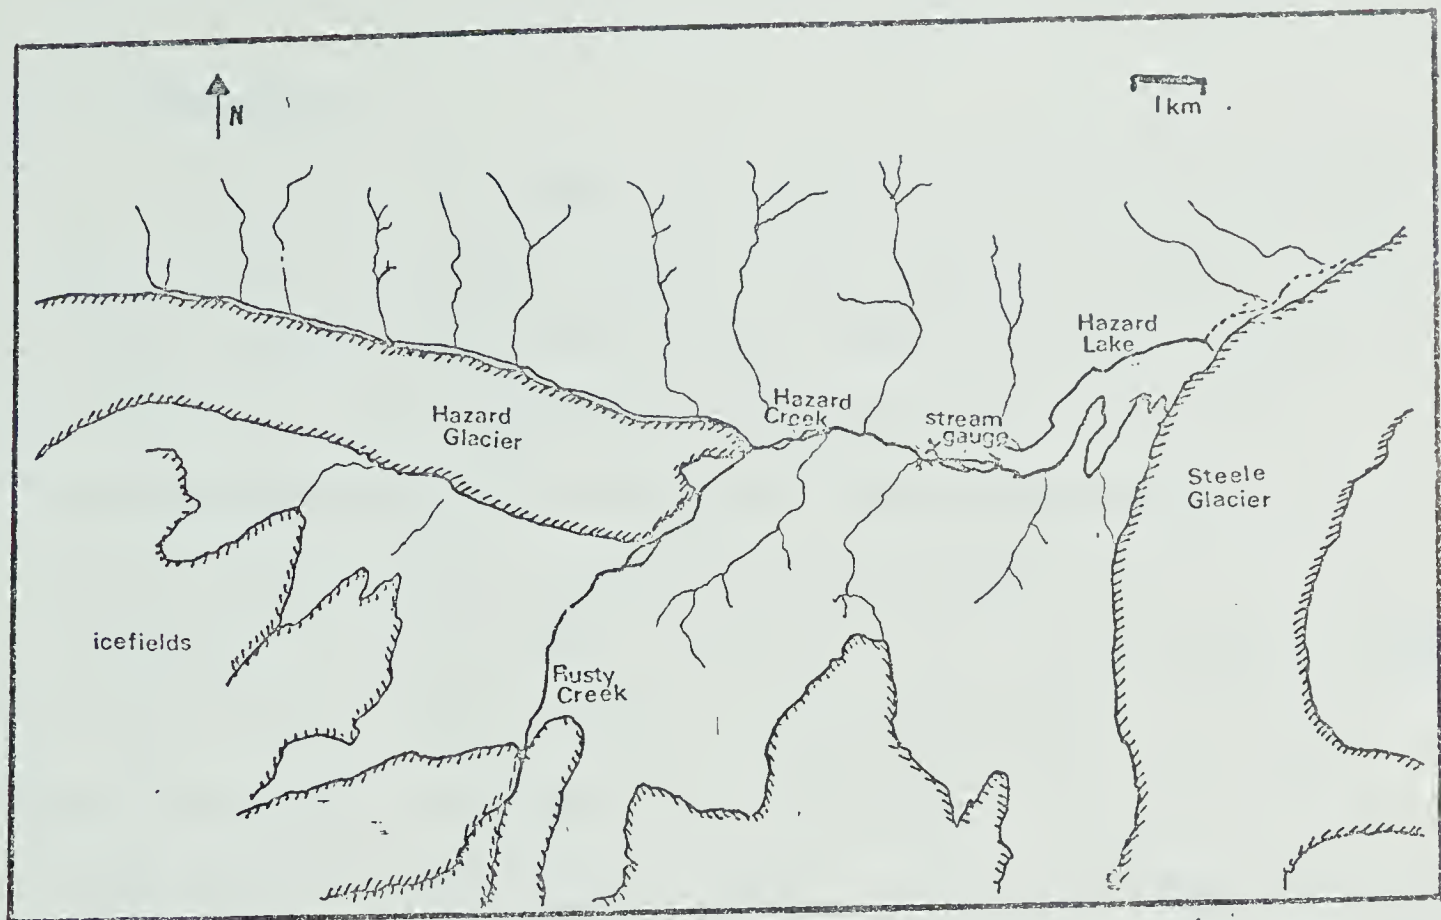 N
1km
Hazard
Lake
Hazard
Creek
stream
gauge
Hazard
Glacier
Steele
Glacier
icefields
Rusty
Creek